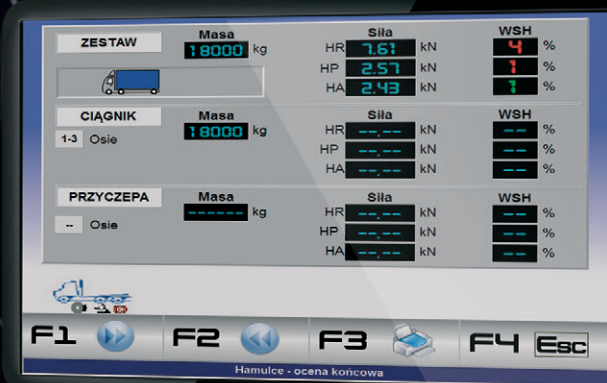 ZESTAW Masa Siła WSH
18000 kg HR 7.61 kN 4 %
HP 2.57 kN 1 %
HA 2.43 kN 1 %
CIĄGNIK Masa Siła WSH
1-3 Osie 18000 kg HR --.-- kN -- %
HP --.-- kN -- %
HA --.-- kN -- %
PRZYCZEPA Masa Siła WSH
-- Osie ------ kg HR --.-- kN -- %
HP --.-- kN -- %
HA --.-- kN -- %
F1 F2 F3 F4 Esc
Hamulce - ocena końcowa